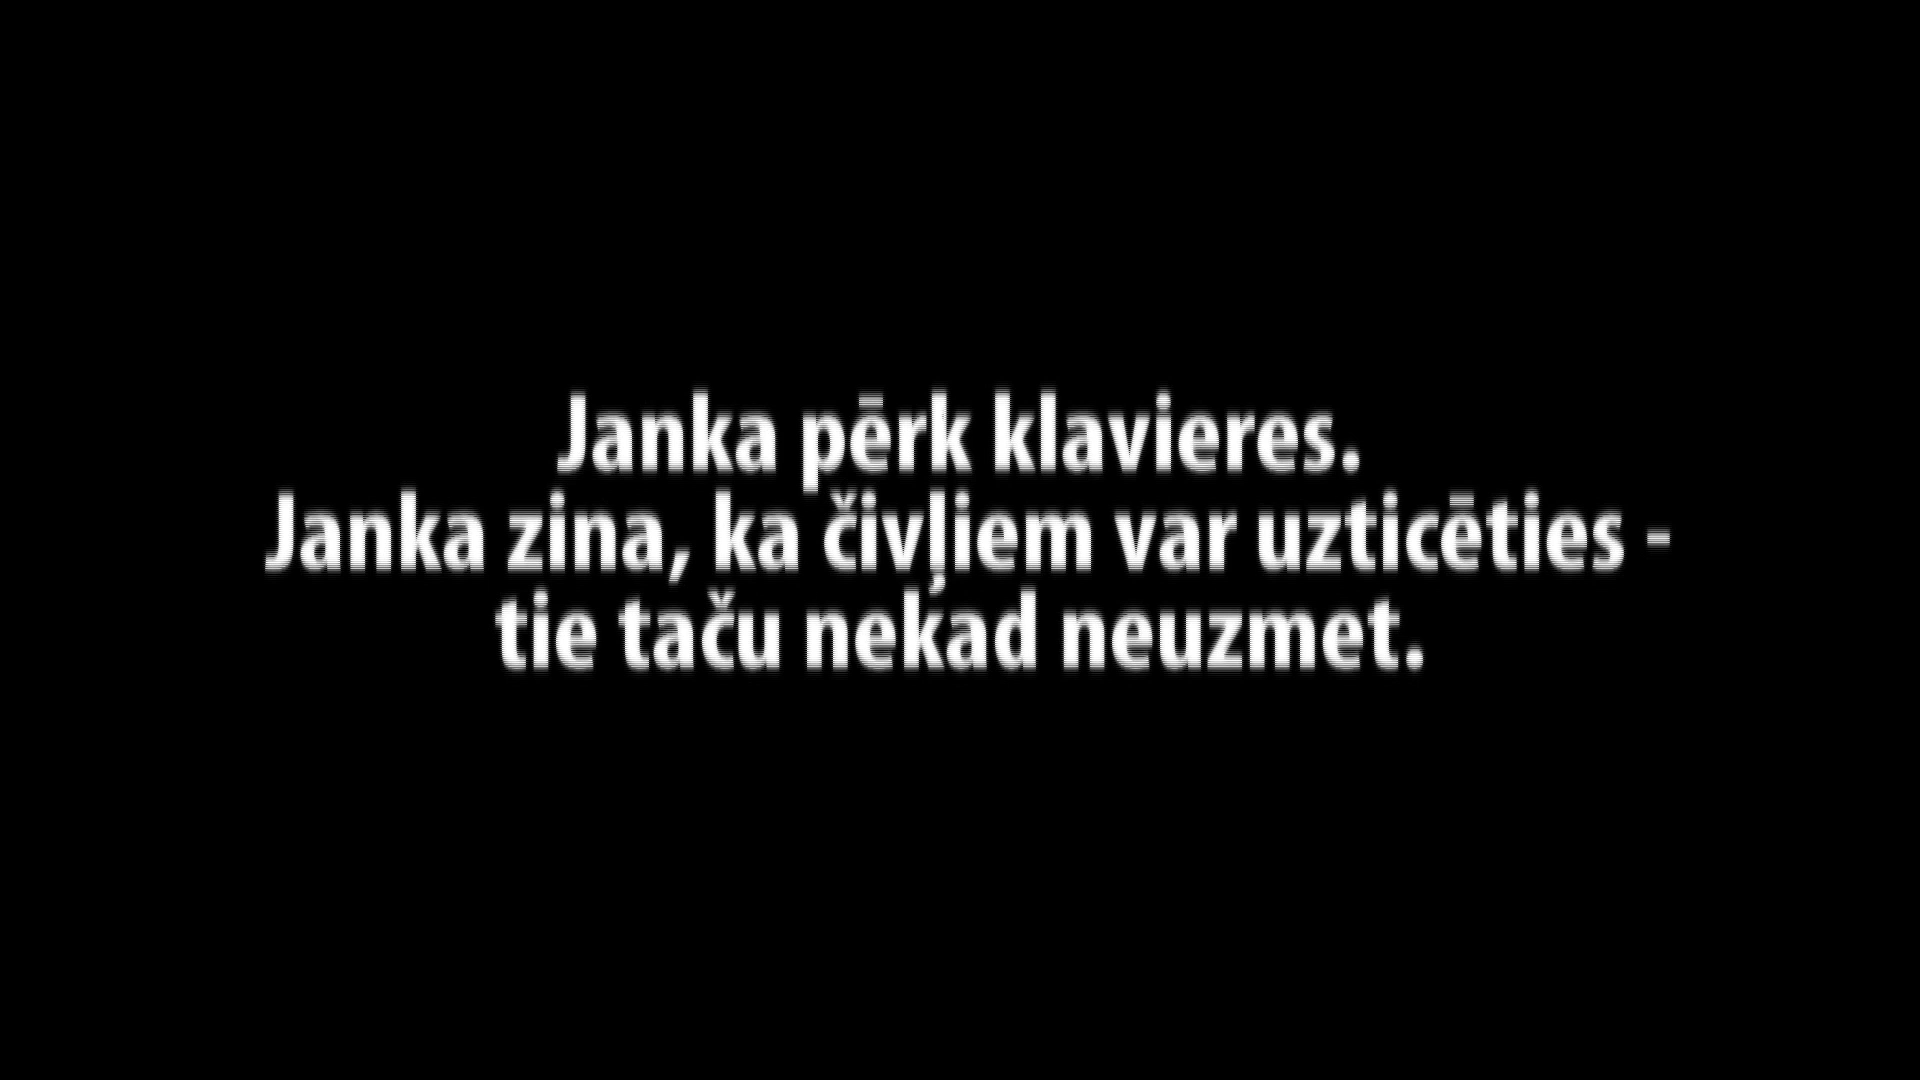 Janka pērk klavieres.
Janka zina, ka čivļiem var uzticēties -
tie taču nekad neuzmet.